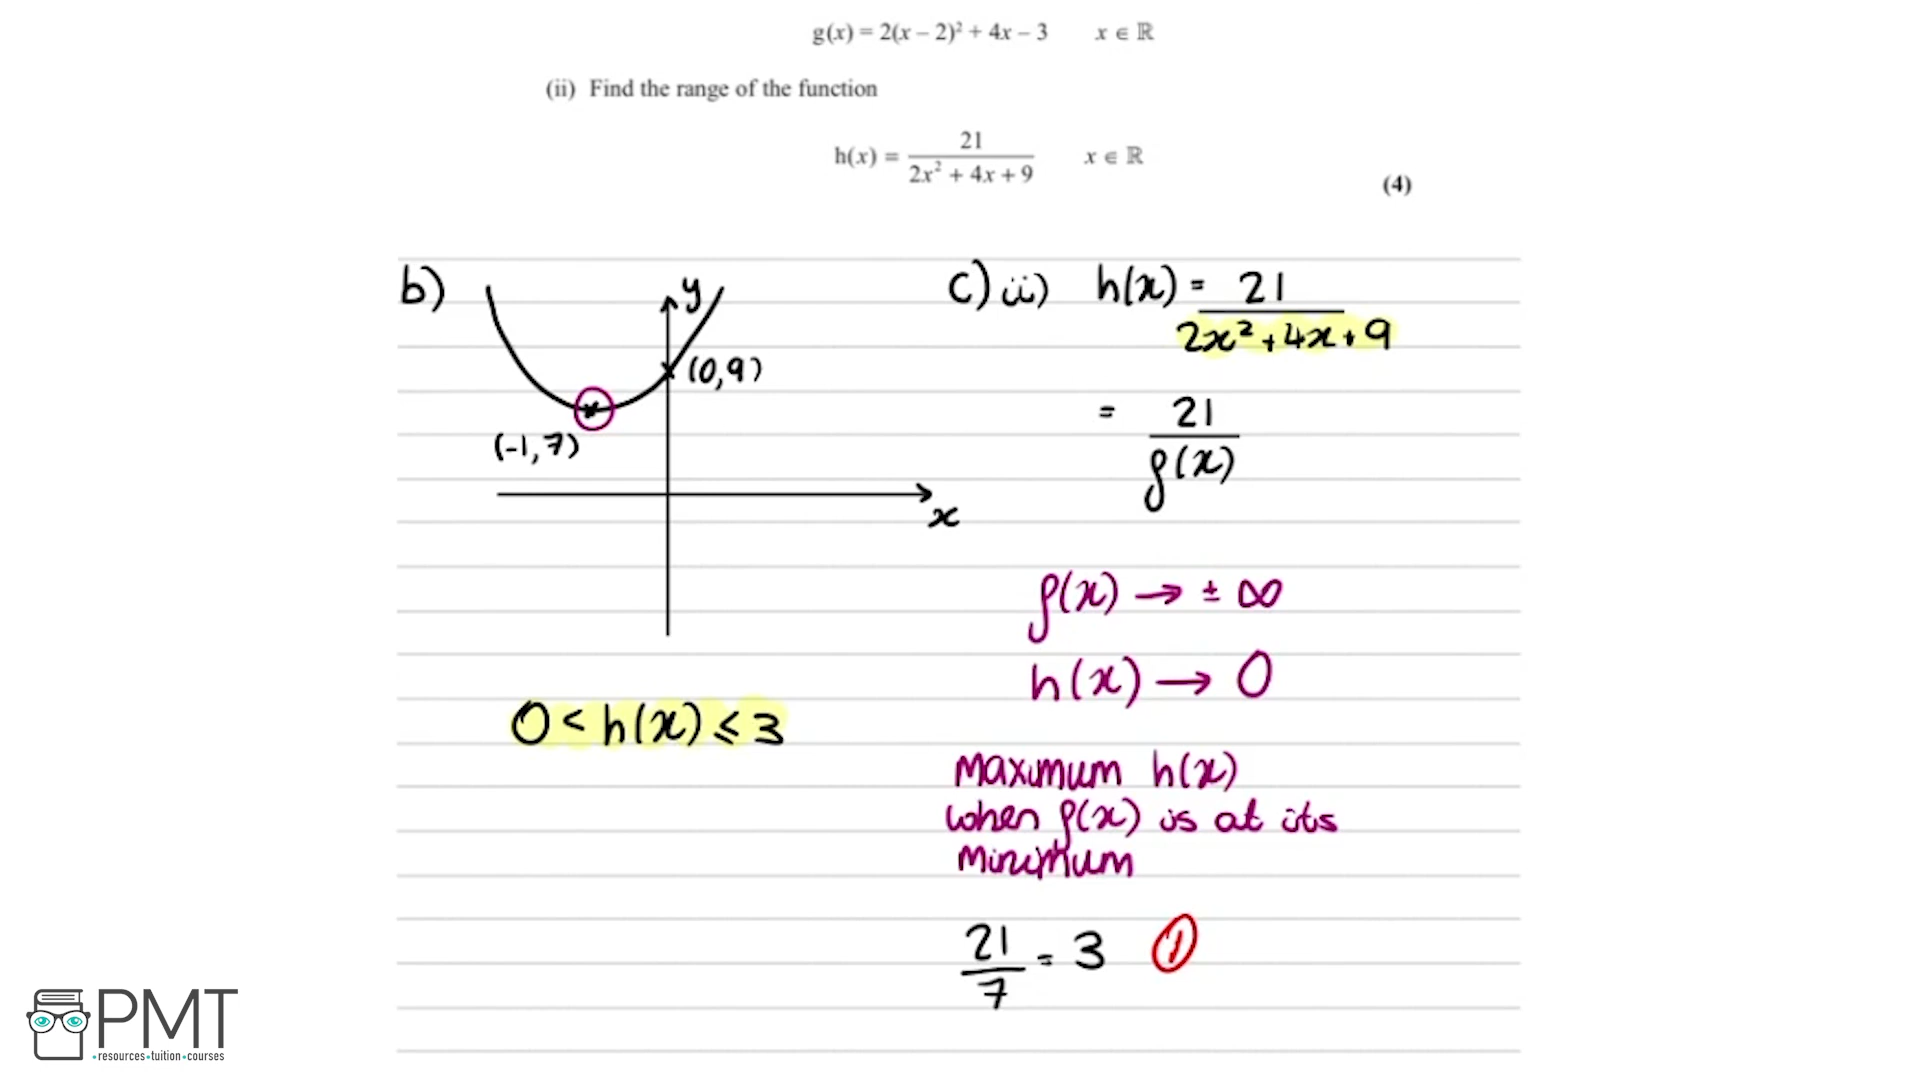 g(x) = 2(x – 2)² + 4x – 3 x ∈ ℝ
(ii) Find the range of the function
h(x) = 21 / (2x² + 4x + 9) x ∈ ℝ
(4)
b)
y
(0,9)
(-1,7)
x
0 < h(x) ≤ 3
c) ii) h(x) = 21 / (2x² + 4x + 9)
= 21 / f(x)
f(x) → ± ∞
h(x) → 0
Maximum h(x)
when f(x) is at its
minimum
21 / 7 = 3 ①
PMT
•resources•tuition•courses